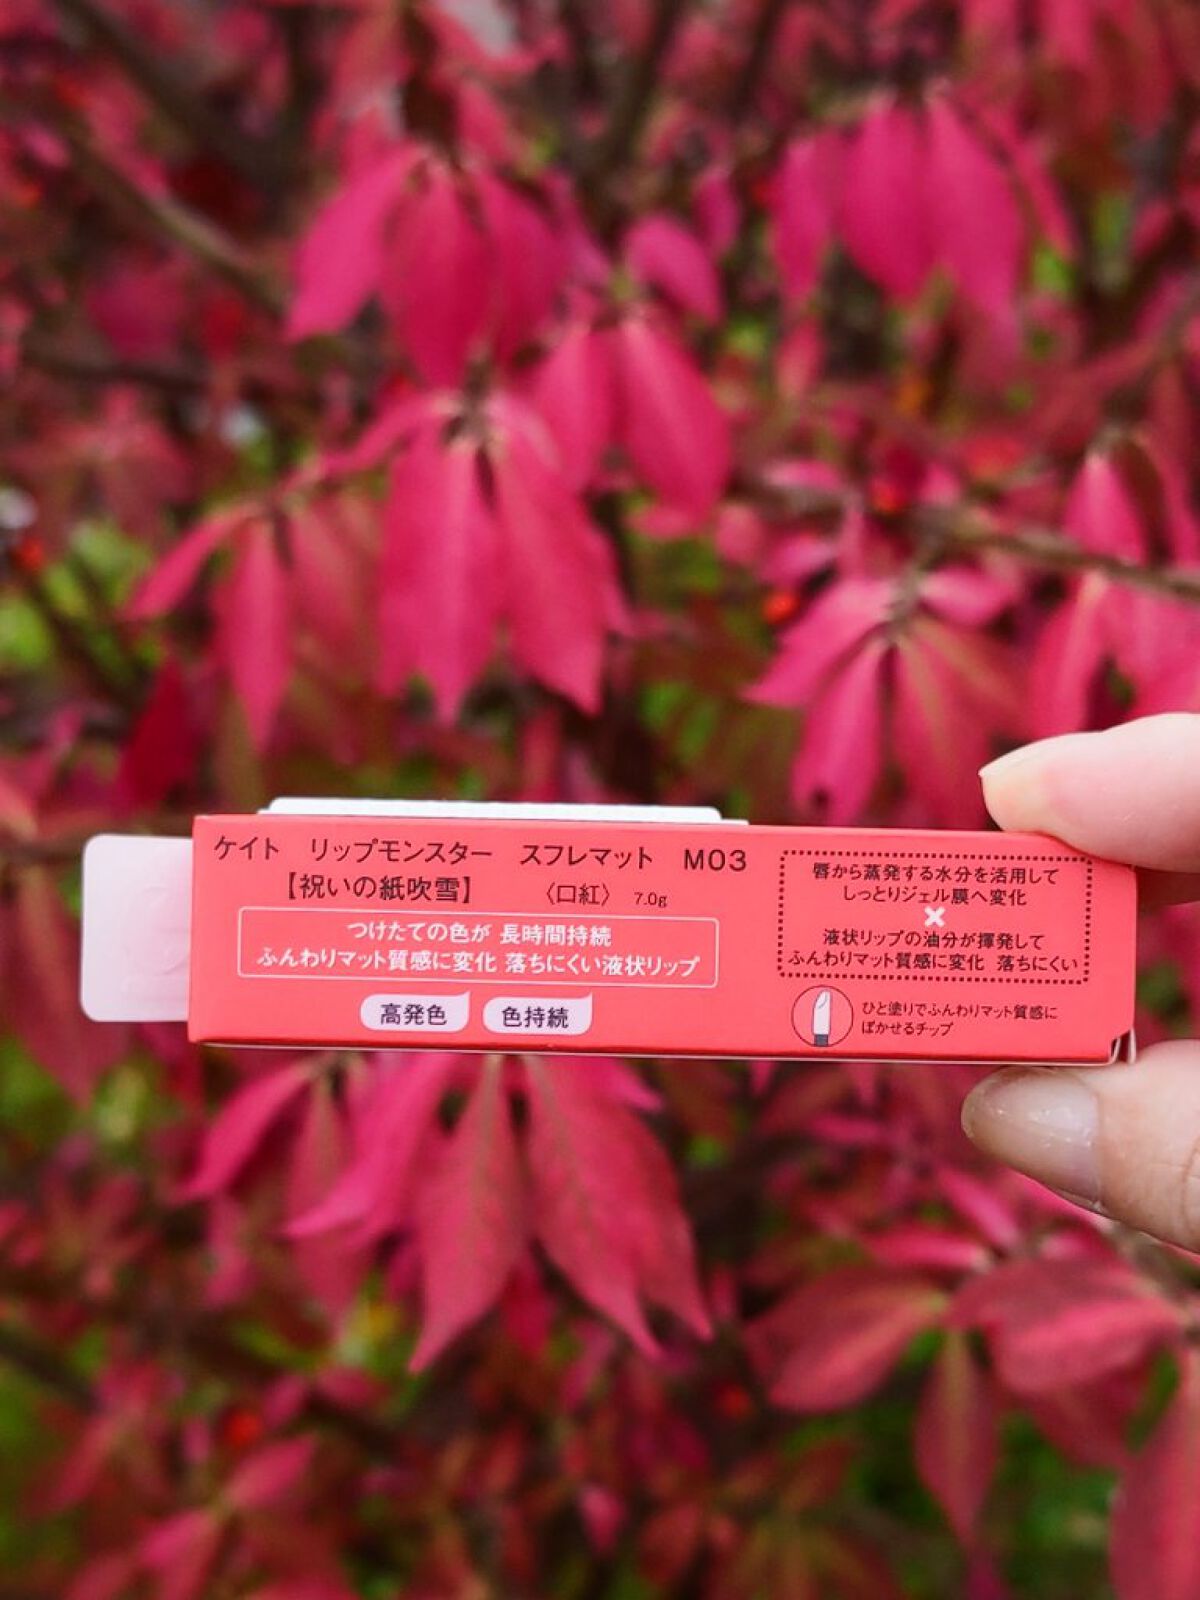 ケイト リップモンスター スフレマット M03
【祝いの紙吹雪】 〈口紅〉 7.0g
つけたての色が 長時間持続
ふんわりマット質感に変化 落ちにくい液状リップ
高発色 色持続
唇から蒸発する水分を活用して
しっとりジェル膜へ変化
×
液状リップの油分が揮発して
ふんわりマット質感に変化 落ちにくい
ひと塗りでふんわりマット質感に
ぼかせるチップ